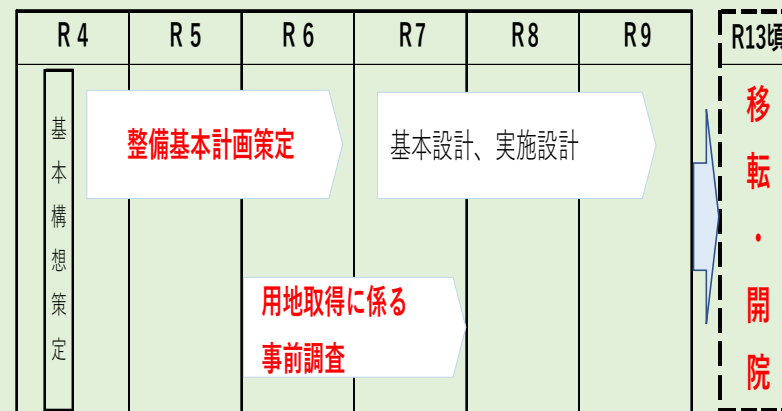 R4 R5 R6 R7 R8 R9 R13頃
基本構想策定
整備基本計画策定
基本設計、実施設計
用地取得に係る
事前調査
移転・開院